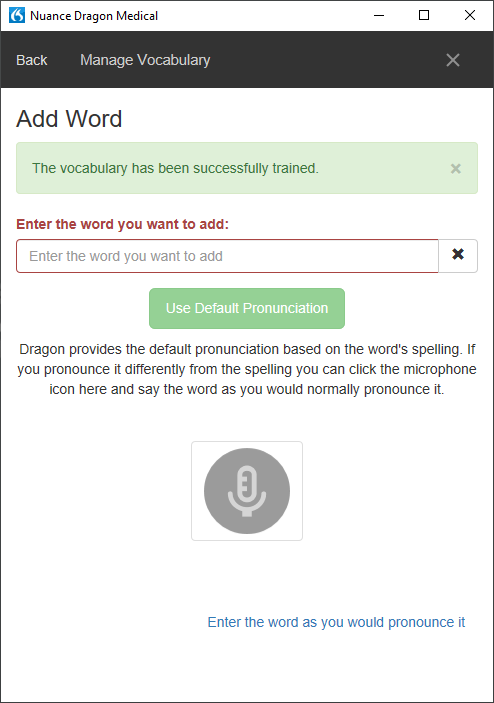 Nuance Dragon Medical
Back Manage Vocabulary
Add Word
The vocabulary has been successfully trained.
Enter the word you want to add:
Enter the word you want to add
Use Default Pronunciation
Dragon provides the default pronunciation based on the word's spelling. If
you pronounce it differently from the spelling you can click the microphone
icon here and say the word as you would normally pronounce it.
Enter the word as you would pronounce it